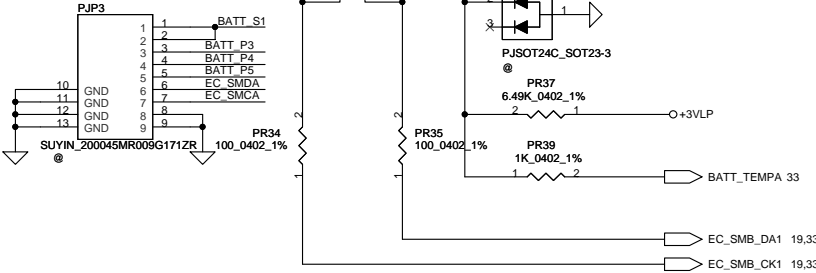 PJP3
1
2
3
4
5
6
7
8
9
1
2
3
4
5
6
7
8
9
BATT_S1
BATT_P3
BATT_P4
BATT_P5
EC_SMDA
EC_SMCA
10
11
12
13
GND
GND
GND
GND
SUYIN_200045MR009G171ZR
@
PR34
100_0402_1%
2
1
PR35
100_0402_1%
2
1
3
1
PJSOT24C_SOT23-3
@
PR37
6.49K_0402_1%
2
1
+3VLP
PR39
1K_0402_1%
1
2
BATT_TEMPA 33
EC_SMB_DA1 19,33
EC_SMB_CK1 19,33